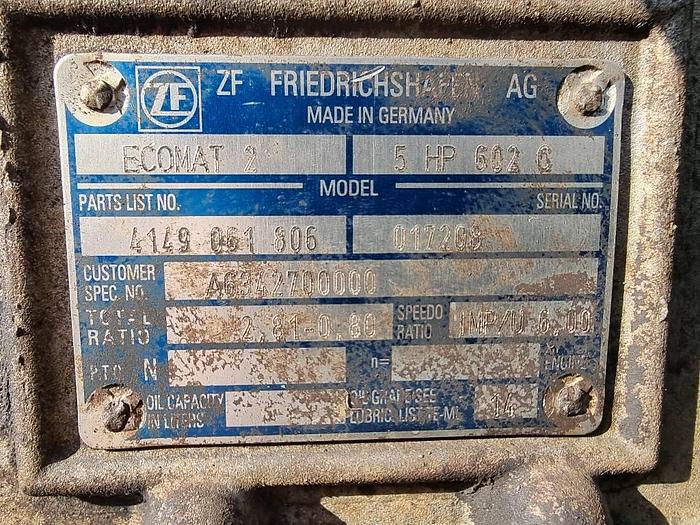 ZF ZF FRIEDRICHSHAFEN AG
MADE IN GERMANY
ECOMAT 2 5 HP 602 C
MODEL
PARTS LIST NO. SERIAL NO.
4149 061 806 017208
CUSTOMER
SPEC NO. A6342700000
TOTAL
RATIO 2,81-0.80 SPEEDO
RATIO IMP/U 6,00
PTO N n= ENGINE
OIL CAPACITY
IN LITERS OIL GRADE SEE
LUBRIC. LIST TE-ML 14